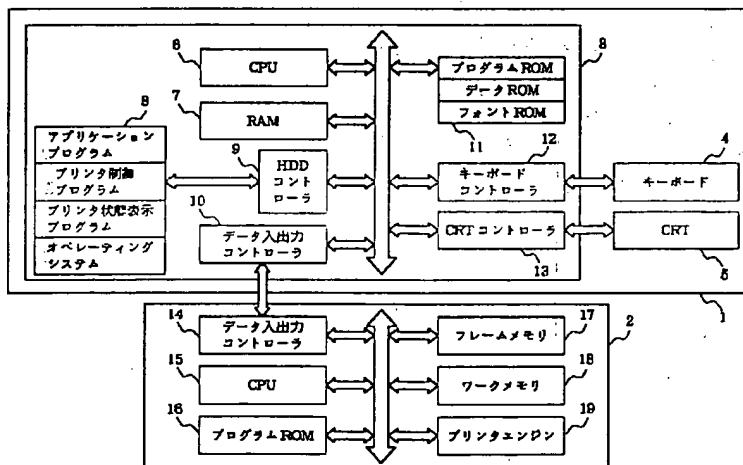 6
CPU
7
RAM
8
アプリケーション
プログラム
プリンタ制御
プログラム
プリンタ状態表示
プログラム
オペレーティング
システム
9
HDD
コント
ローラ
10
データ入出力
コントローラ
プログラムROM
データROM
フォントROM
11
3
12
キーボード
コントローラ
4
キーボード
CRTコントローラ
13
CRT
5
1
14
データ入出力
コントローラ
15
CPU
16
プログラムROM
2
17
フレームメモリ
18
ワークメモリ
19
プリンタエンジン